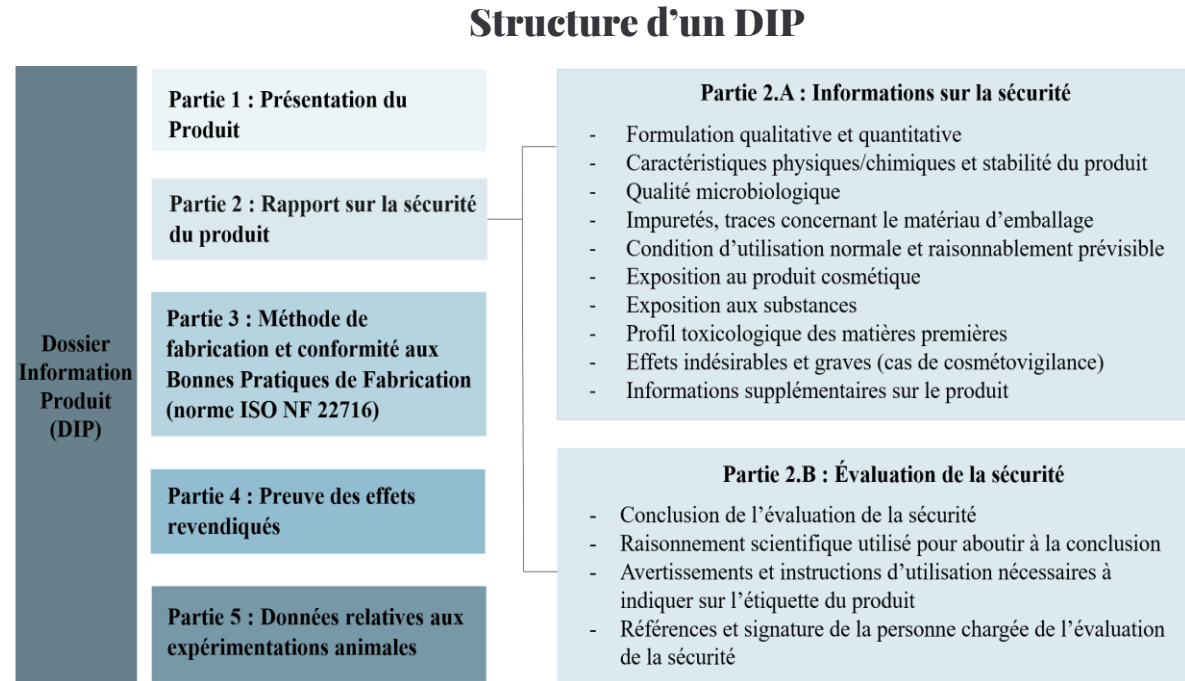 Structure d’un DIP
Dossier
Information
Produit
(DIP)
Partie 1 : Présentation du
Produit
Partie 2 : Rapport sur la sécurité
du produit
Partie 3 : Méthode de
fabrication et conformité aux
Bonnes Pratiques de Fabrication
(norme ISO NF 22716)
Partie 4 : Preuve des effets
revendiqués
Partie 5 : Données relatives aux
expérimentations animales
Partie 2.A : Informations sur la sécurité
- Formulation qualitative et quantitative
- Caractéristiques physiques/chimiques et stabilité du produit
- Qualité microbiologique
- Impuretés, traces concernant le matériau d’emballage
- Condition d’utilisation normale et raisonnablement prévisible
- Exposition au produit cosmétique
- Exposition aux substances
- Profil toxicologique des matières premières
- Effets indésirables et graves (cas de cosmétovigilance)
- Informations supplémentaires sur le produit
Partie 2.B : Évaluation de la sécurité
- Conclusion de l’évaluation de la sécurité
- Raisonnement scientifique utilisé pour aboutir à la conclusion
- Avertissements et instructions d’utilisation nécessaires à
indiquer sur l’étiquette du produit
- Références et signature de la personne chargée de l’évaluation
de la sécurité